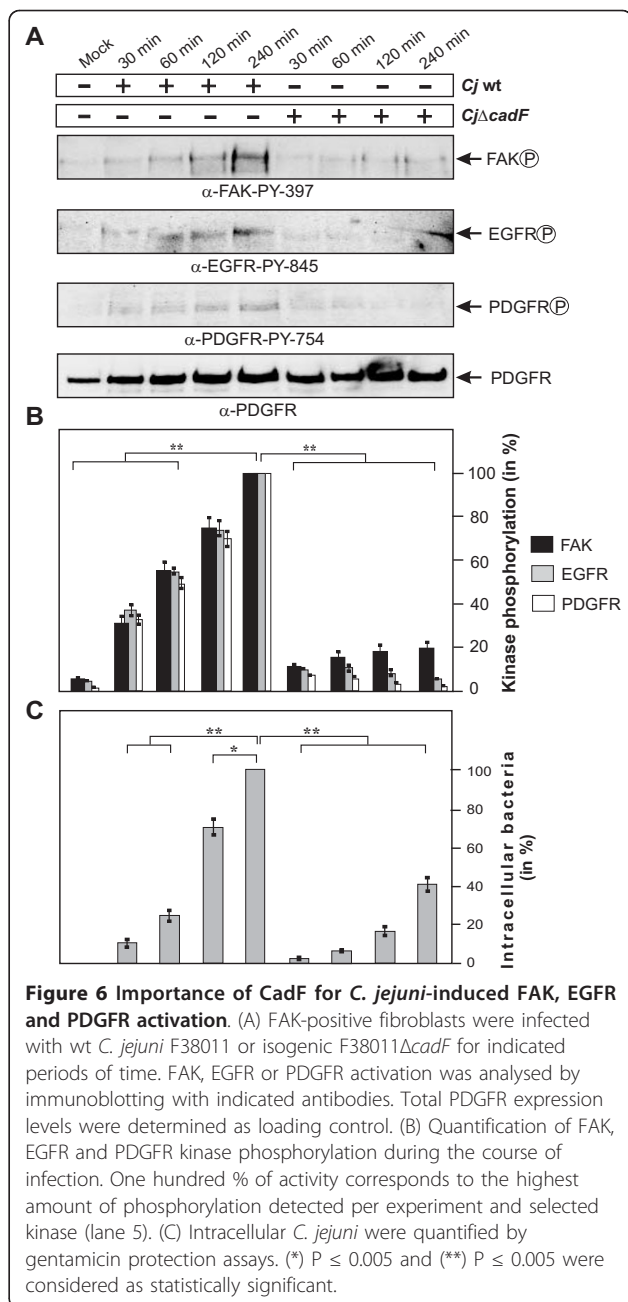 A
Mock 30 min 60 min 120 min 240 min 30 min 60 min 120 min 240 min
– + + + + – – – – Cj wt
– – – – – + + + + CjΔcadF
FAKⓅ
α-FAK-PY-397
EGFRⓅ
α-EGFR-PY-845
PDGFRⓅ
α-PDGFR-PY-754
PDGFR
α-PDGFR
B
** **
100
80
60
40
20
0
Kinase phosphorylation (in %)
FAK
EGFR
PDGFR
C
** **
*
100
80
60
40
20
0
Intracellular bacteria
(in %)
Figure 6 Importance of CadF for C. jejuni-induced FAK, EGFR
and PDGFR activation. (A) FAK-positive fibroblasts were infected
with wt C. jejuni F38011 or isogenic F38011ΔcadF for indicated
periods of time. FAK, EGFR or PDGFR activation was analysed by
immunoblotting with indicated antibodies. Total PDGFR expression
levels were determined as loading control. (B) Quantification of FAK,
EGFR and PDGFR kinase phosphorylation during the course of
infection. One hundred % of activity corresponds to the highest
amount of phosphorylation detected per experiment and selected
kinase (lane 5). (C) Intracellular C. jejuni were quantified by
gentamicin protection assays. (*) P ≤ 0.005 and (**) P ≤ 0.005 were
considered as statistically significant.